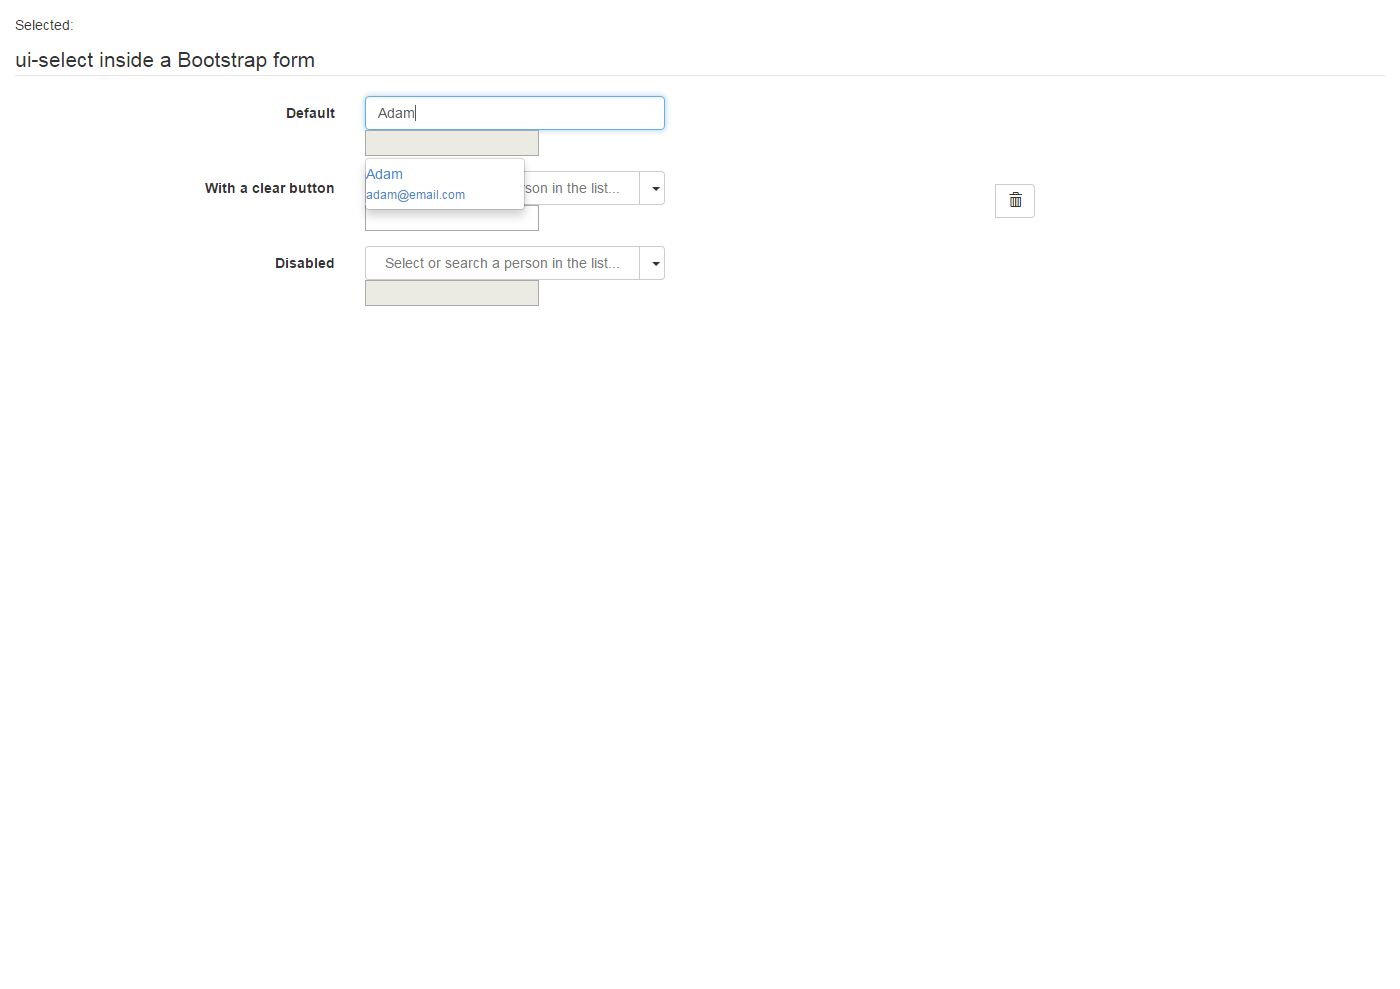 Selected:
ui-select inside a Bootstrap form
Default
Adam
Adam
With a clear button
son in the list...
adam@email.com
Disabled
Select or search a person in the list...